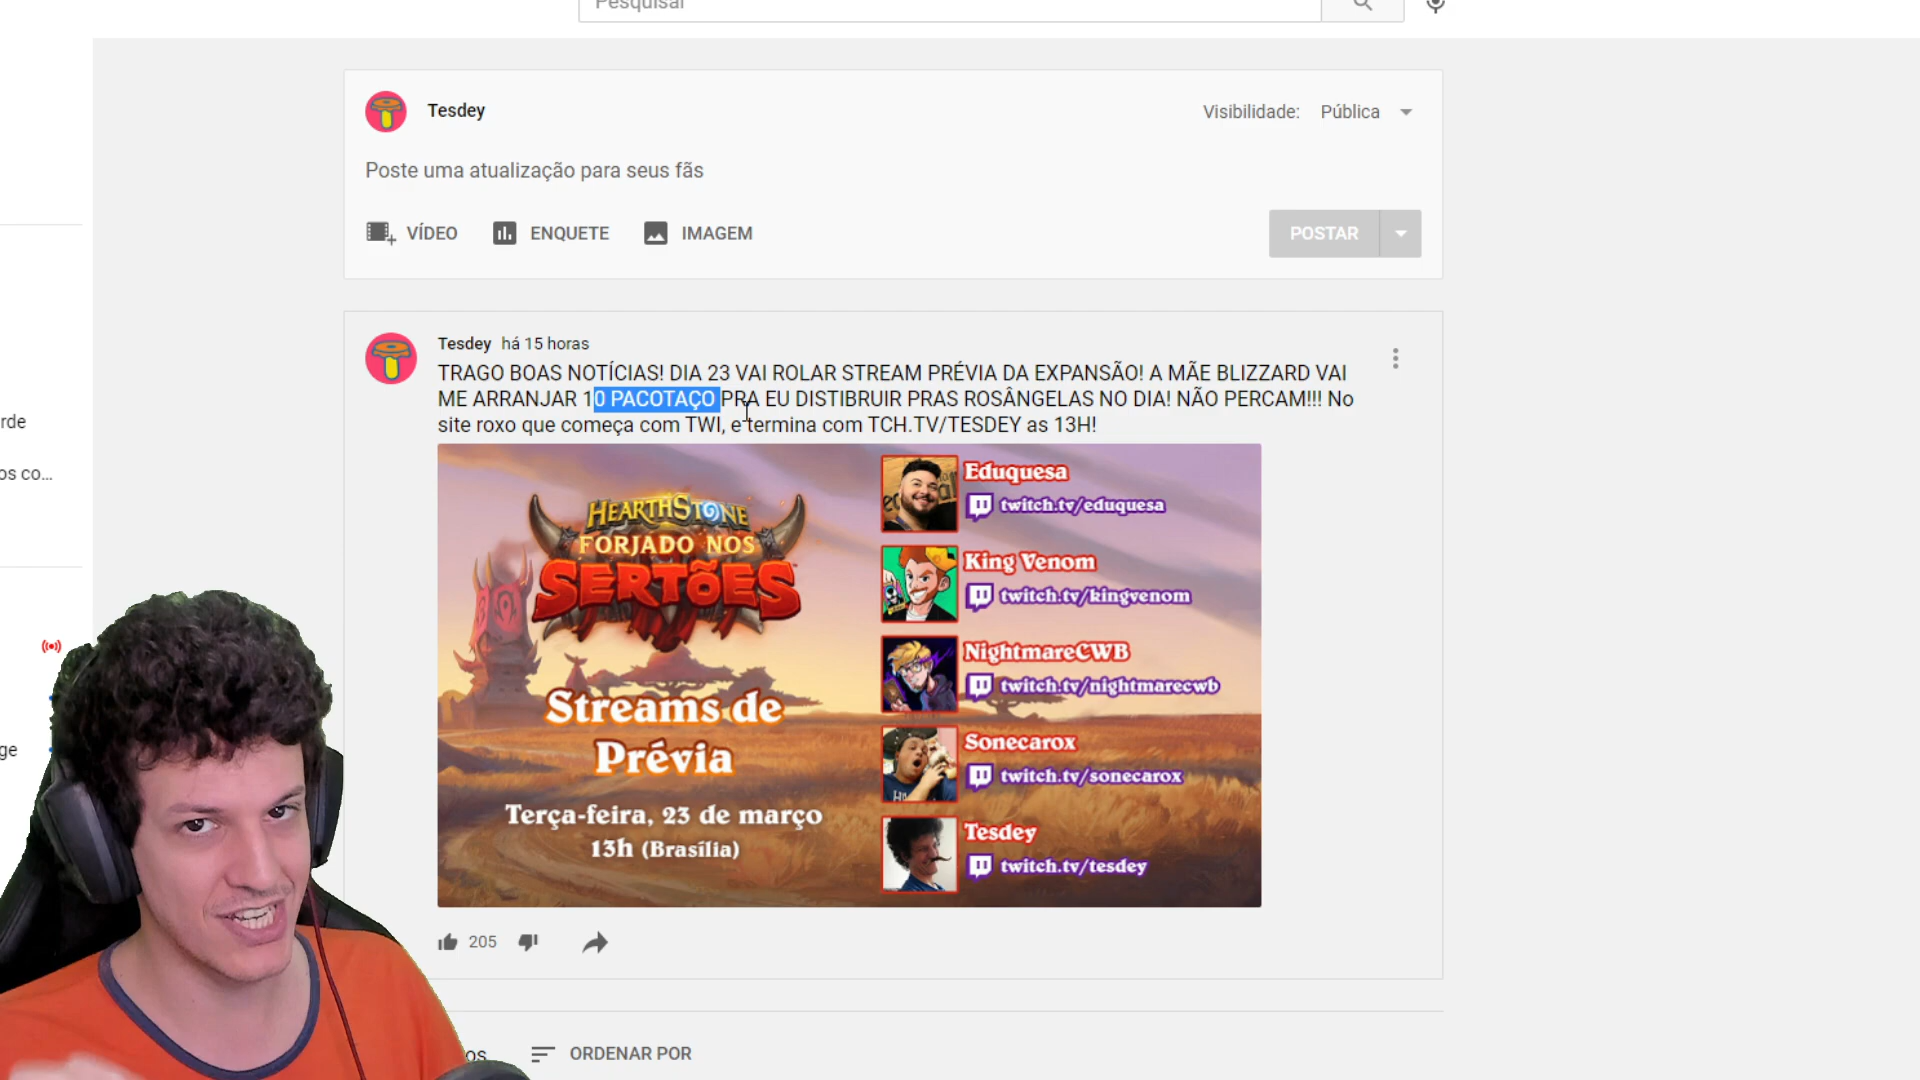 Pesquisar
Tesdey
Visibilidade: Pública
Poste uma atualização para seus fãs
VÍDEO ENQUETE IMAGEM
POSTAR
Tesdey há 15 horas
TRAGO BOAS NOTÍCIAS! DIA 23 VAI ROLAR STREAM PRÉVIA DA EXPANSÃO! A MÃE BLIZZARD VAI
ME ARRANJAR 10 PACOTAÇO PRA EU DISTIBRUIR PRAS ROSÂNGELAS NO DIA! NÃO PERCAM!!! No
site roxo que começa com TWI, e termina com TCH.TV/TESDEY as 13H!
rde
os co...
ge
HEARTHSTONE
FORJADO NOS
SERTÕES
Streams de
Prévia
Terça-feira, 23 de março
13h (Brasília)
Eduquesa
twitch.tv/eduquesa
King Venom
twitch.tv/kingvenom
NightmareCWB
twitch.tv/nightmarecwb
Sonecarox
twitch.tv/sonecarox
Tesdey
twitch.tv/tesdey
205
os
ORDENAR POR